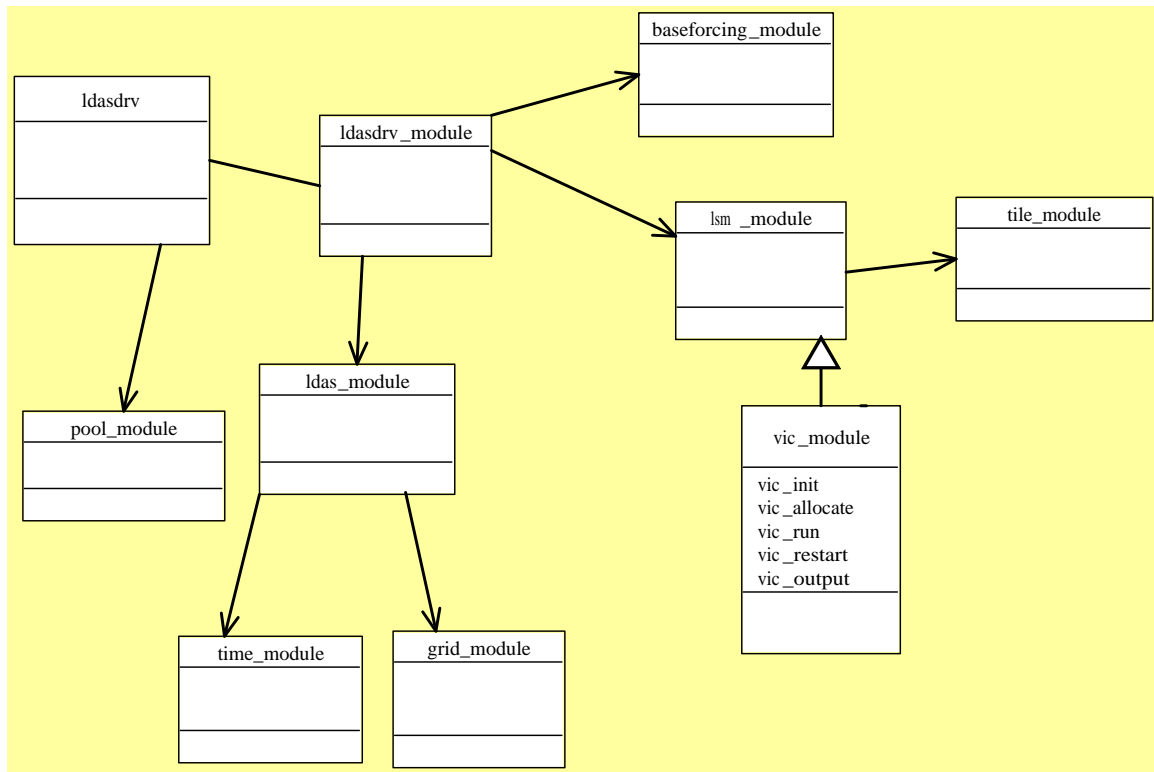 baseforcing_module
ldasdrv
ldasdrv_module
lsm _module
tile_module
ldas_module
pool_module
vic_module
vic_init
vic_allocate
vic_run
vic_restart
vic_output
time_module
grid_module